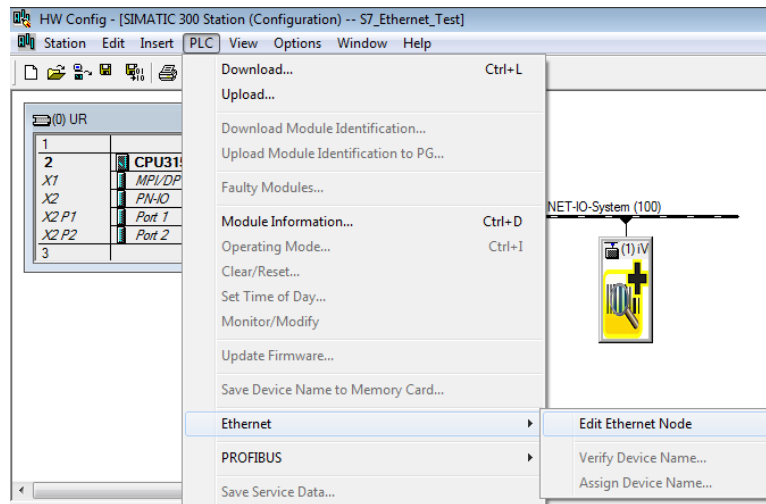 HW Config - [SIMATIC 300 Station (Configuration) -- S7_Ethernet_Test]
Station Edit Insert PLC View Options Window Help
Download... Ctrl+L
Upload...
(0) UR
Download Module Identification...
1
Upload Module Identification to PG...
2 CPU315
X1 MPI/DP
Faulty Modules...
X2 PN-IO
NET-IO-System (100)
X2 P1 Port 1
Module Information... Ctrl+D
X2 P2 Port 2
Operating Mode... Ctrl+I
(1) iV
3
Clear/Reset...
Set Time of Day...
Monitor/Modify
Update Firmware...
Save Device Name to Memory Card...
Ethernet
Edit Ethernet Node
PROFIBUS
Verify Device Name...
Assign Device Name...
Save Service Data...